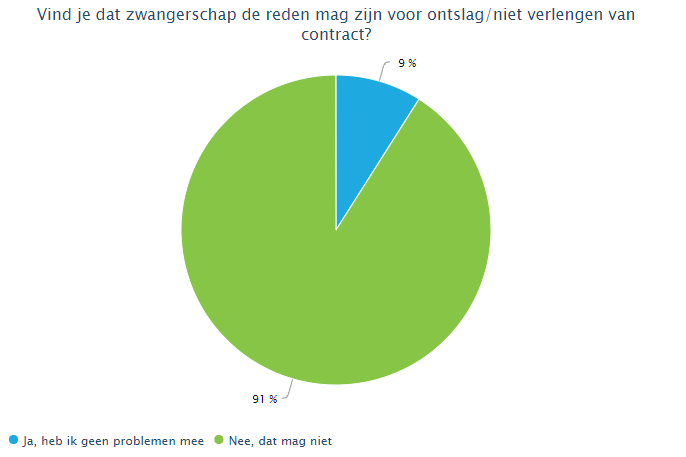 Vind je dat zwangerschap de reden mag zijn voor ontslag/niet verlengen van
contract?
9 %
91 %
Ja, heb ik geen problemen mee Nee, dat mag niet